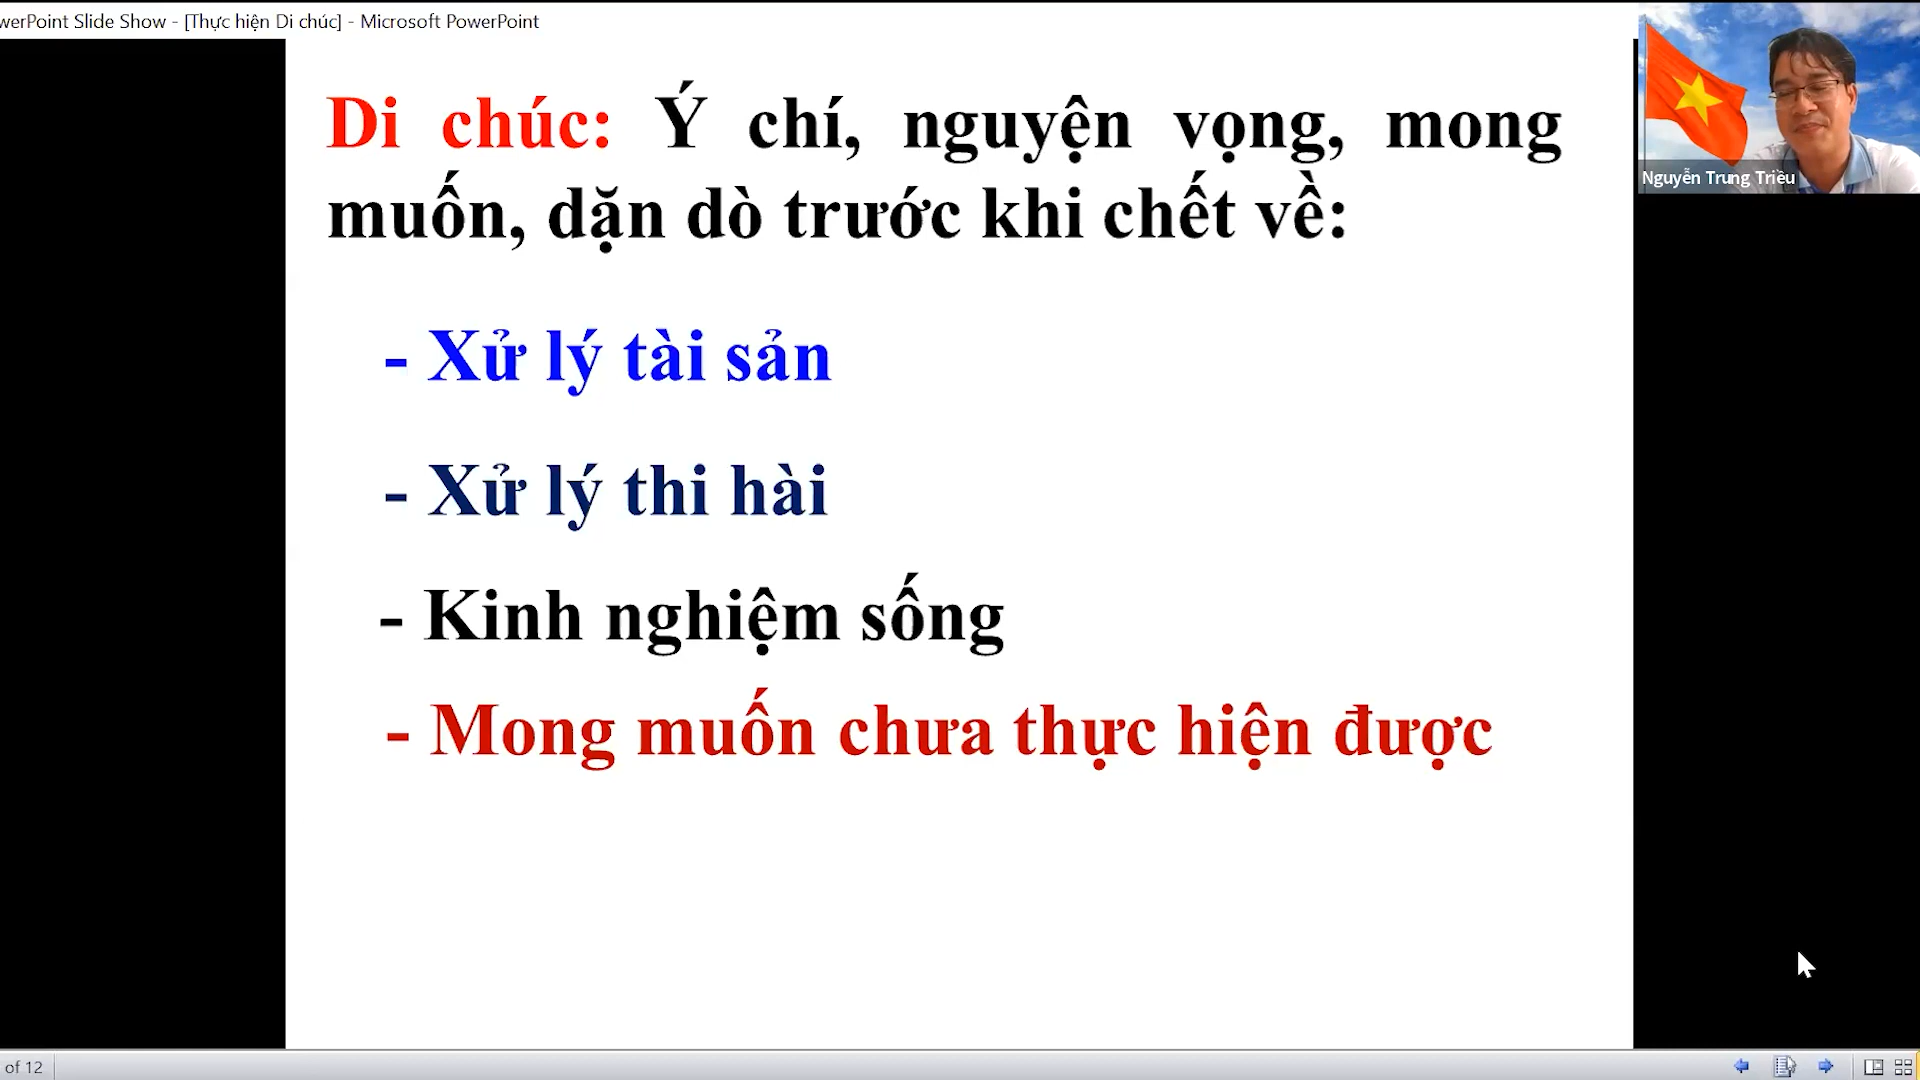 werPoint Slide Show - [Thực hiện Di chúc] - Microsoft PowerPoint
Di chúc: Ý chí, nguyện vọng, mong
muốn, dặn dò trước khi chết về:
- Xử lý tài sản
- Xử lý thi hài
- Kinh nghiệm sống
- Mong muốn chưa thực hiện được
Nguyễn Trung Triều
of 12